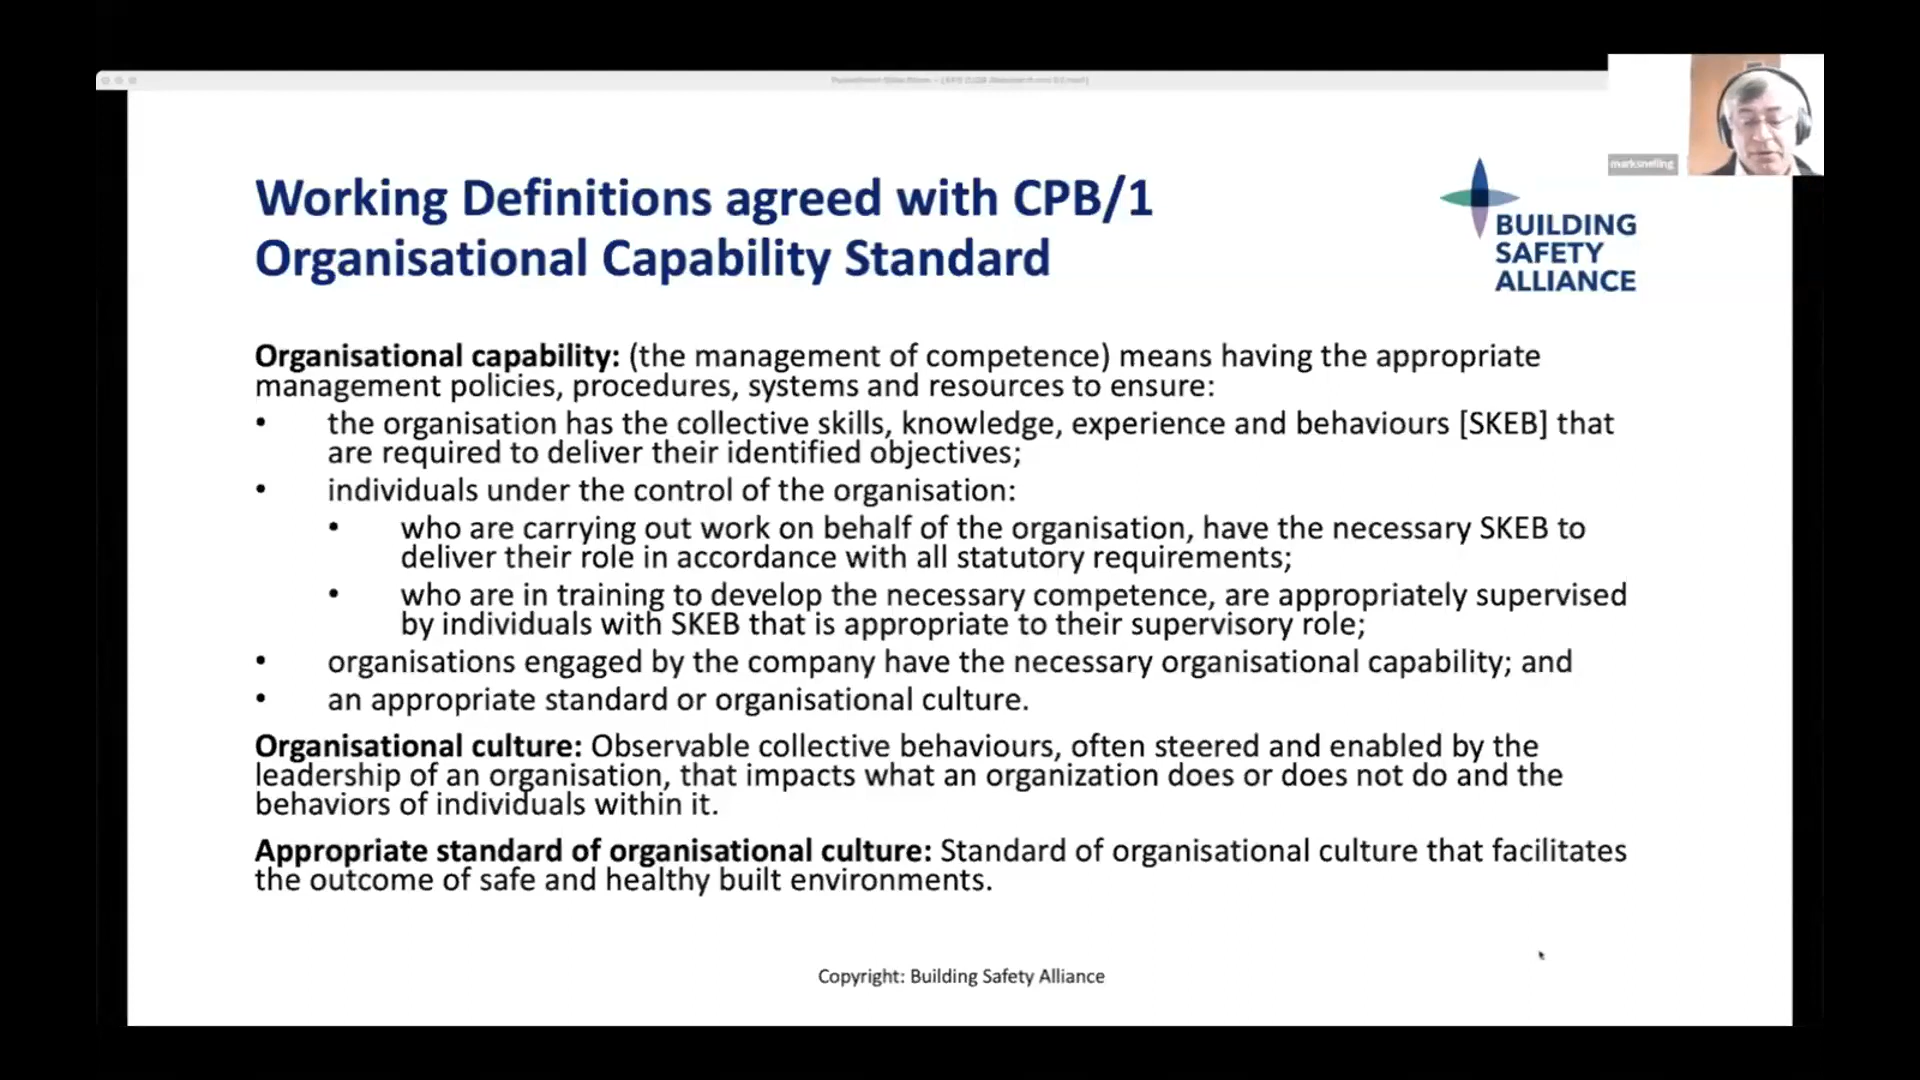 marksnelling
Working Definitions agreed with CPB/1
Organisational Capability Standard
BUILDING
SAFETY
ALLIANCE
Organisational capability: (the management of competence) means having the appropriate
management policies, procedures, systems and resources to ensure:
• the organisation has the collective skills, knowledge, experience and behaviours [SKEB] that
are required to deliver their identified objectives;
• individuals under the control of the organisation:
• who are carrying out work on behalf of the organisation, have the necessary SKEB to
deliver their role in accordance with all statutory requirements;
• who are in training to develop the necessary competence, are appropriately supervised
by individuals with SKEB that is appropriate to their supervisory role;
• organisations engaged by the company have the necessary organisational capability; and
• an appropriate standard or organisational culture.
Organisational culture: Observable collective behaviours, often steered and enabled by the
leadership of an organisation, that impacts what an organization does or does not do and the
behaviors of individuals within it.
Appropriate standard of organisational culture: Standard of organisational culture that facilitates
the outcome of safe and healthy built environments.
Copyright: Building Safety Alliance